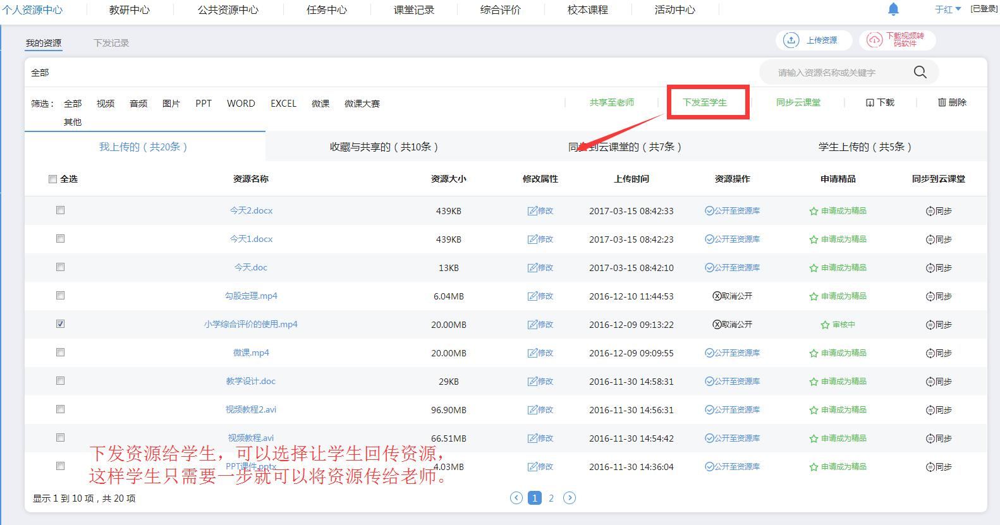 个人资源中心 教研中心 公共资源中心 任务中心 课堂记录 综合评价 校本课程 活动中心 于红 [已登录]
我的资源 下发记录 上传资源 下载视频转
码软件
全部 请输入资源名称或关键字
筛选： 全部 视频 音频 图片 PPT WORD EXCEL 微课 微课大赛 共享至老师 下发至学生 同步云课堂 下载 删除
其他
我上传的（共20条） 收藏与共享的（共10条） 同步到云课堂的（共7条） 学生上传的（共5条）
全选 资源名称 资源大小 修改属性 上传时间 资源操作 申请精品 同步到云课堂
今天2.docx 439KB 修改 2017-03-15 08:42:33 公开至资源库 申请成为精品 同步
今天1.docx 439KB 修改 2017-03-15 08:42:23 公开至资源库 申请成为精品 同步
今天.doc 13KB 修改 2017-03-15 08:42:10 公开至资源库 申请成为精品 同步
勾股定理.mp4 6.04MB 修改 2016-12-10 11:44:53 取消公开 申请成为精品 同步
小学综合评价的使用.mp4 20.00MB 修改 2016-12-09 09:13:22 取消公开 审核中 同步
微课.mp4 20.00MB 修改 2016-12-09 09:09:55 公开至资源库 申请成为精品 同步
教学设计.doc 29KB 修改 2016-11-30 14:58:31 公开至资源库 申请成为精品 同步
视频教程2.avi 96.90MB 修改 2016-11-30 14:56:31 公开至资源库 申请成为精品 同步
视频教程.avi 66.51MB 修改 2016-11-30 14:54:42 公开至资源库 申请成为精品 同步
下发资源给学生，可以选择让学生回传资源，
PPT课件.pptx 4.03MB 修改 2016-11-30 14:36:04 公开至资源库 申请成为精品 同步
这样学生只需要一步就可以将资源传给老师。
显示 1 到 10 项，共 20 项 1 2